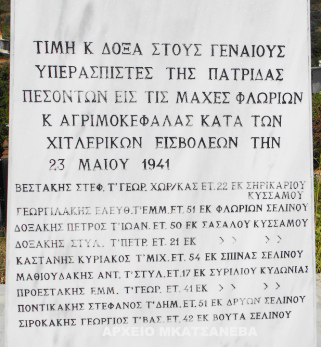 ΤΙΜΗ Κ ΔΟΞΑ ΣΤΟΥΣ ΓΕΝΑΙΟΥΣ
ΥΠΕΡΑΣΠΙΣΤΕΣ ΤΗΣ ΠΑΤΡΙΔΑΣ
ΠΕΣΟΝΤΩΝ ΕΙΣ ΤΙΣ ΜΑΧΕΣ ΦΛΩΡΙΩΝ
Κ ΑΓΡΙΜΟΚΕΦΑΛΑΣ ΚΑΤΑ ΤΩΝ
ΧΙΤΛΕΡΙΚΩΝ ΕΙΣΒΟΛΕΩΝ ΤΗΝ
23 ΜΑΙΟΥ 1941
ΒΕΣΤΑΚΗΣ ΣΤΕΦ. Τ'ΓΕΩΡ. ΧΩΡ/ΚΑΣ ΕΤ. 22 ΕΚ ΣΗΡΙΚΑΡΙΟΥ
ΚΥΣΣΑΜΟΥ
ΓΕΩΡΓΙΛΑΚΗΣ ΕΛΕΥΘ. Τ'ΕΜΜ. ΕΤ. 51 ΕΚ ΦΛΩΡΙΩΝ ΣΕΛΙΝΟΥ
ΔΟΞΑΚΗΣ ΠΕΤΡΟΣ Τ'ΙΩΑΝ. ΕΤ. 50 ΕΚ ΣΑΣΑΛΟΥ ΚΥΣΣΑΜΟΥ
ΔΟΞΑΚΗΣ ΣΤΥΛ. Τ'ΠΕΤΡ. ΕΤ. 21 ΕΚ » »
ΚΑΣΤΑΝΗΣ ΚΥΡΙΑΚΟΣ Τ'ΜΙΧ. ΕΤ. 54 ΕΚ ΣΠΙΝΑΣ ΣΕΛΙΝΟΥ
ΜΑΘΙΟΥΔΑΚΗΣ ΑΝΤ. Τ'ΣΤΥΛ. ΕΤ. 17 ΕΚ ΣΥΡΙΛΙΟΥ ΚΥΔΩΝΙΑΣ
ΠΡΟΕΣΤΑΚΗΣ ΕΜΜ. Τ'ΓΕΩΡ. ΕΤ. 41 ΕΚ » »
ΠΟΝΤΙΚΑΚΗΣ ΣΤΕΦΑΝΟΣ Τ'ΔΗΜ. ΕΤ. 51 ΕΚ ΔΡΥΩΝ ΣΕΛΙΝΟΥ
ΣΙΡΟΚΑΚΗΣ ΓΕΩΡΓΙΟΣ Τ'ΒΑΣ. ΕΤ. 42 ΕΚ ΒΟΥΤΑ ΣΕΛΙΝΟΥ
ΑΡΧΕΙΟ ΜΚΑΤΣΑΝΕΒΑ